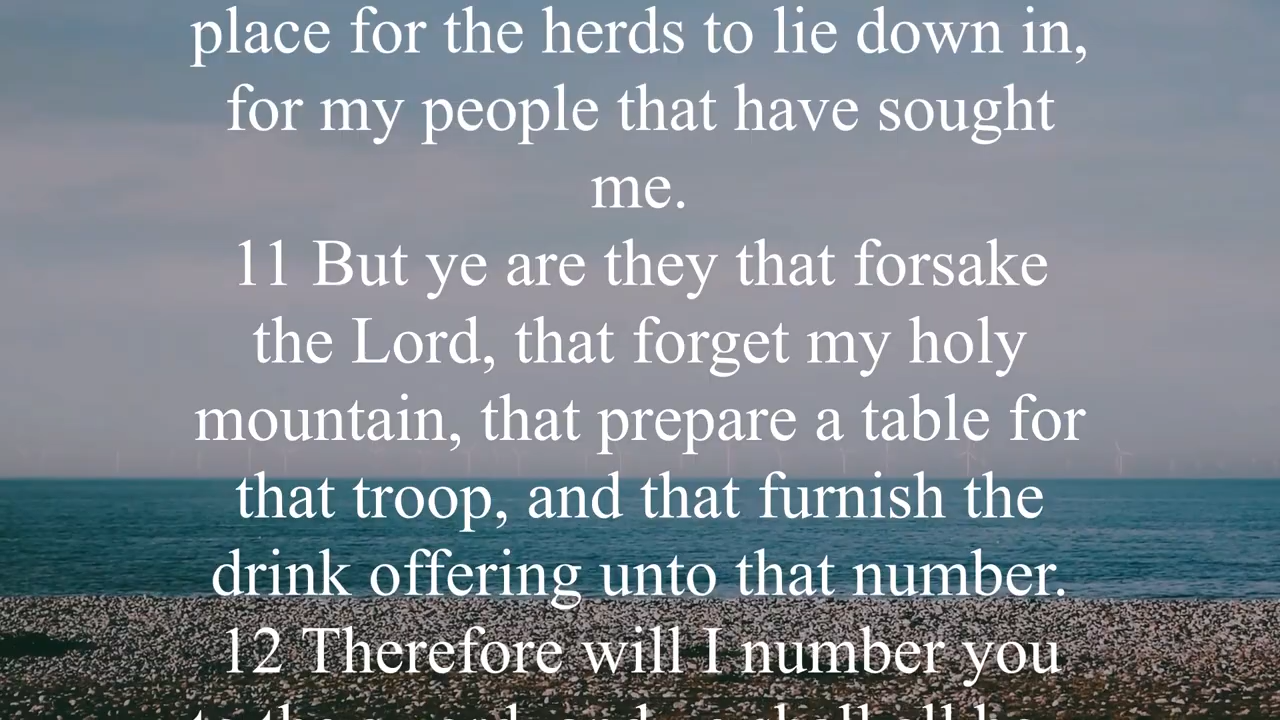 place for the herds to lie down in,
for my people that have sought
me.
11 But ye are they that forsake
the Lord, that forget my holy
mountain, that prepare a table for
that troop, and that furnish the
drink offering unto that number.
12 Therefore will I number you